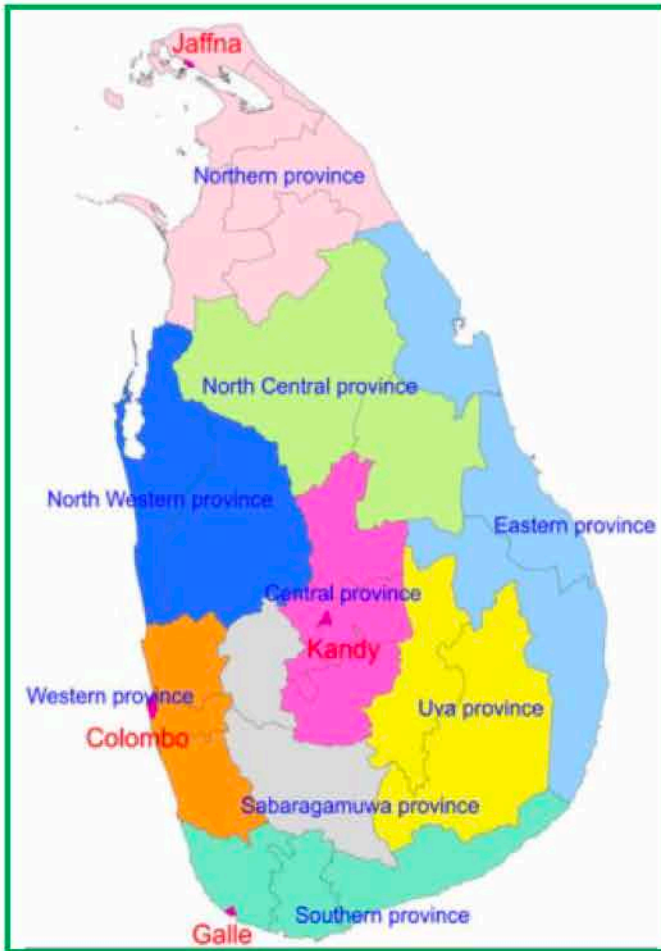 Jaffna
Northern province
North Central province
North Western province
Eastern province
Central province
Kandy
Western province
Uva province
Colombo
Sabaragamuwa province
Southern province
Galle